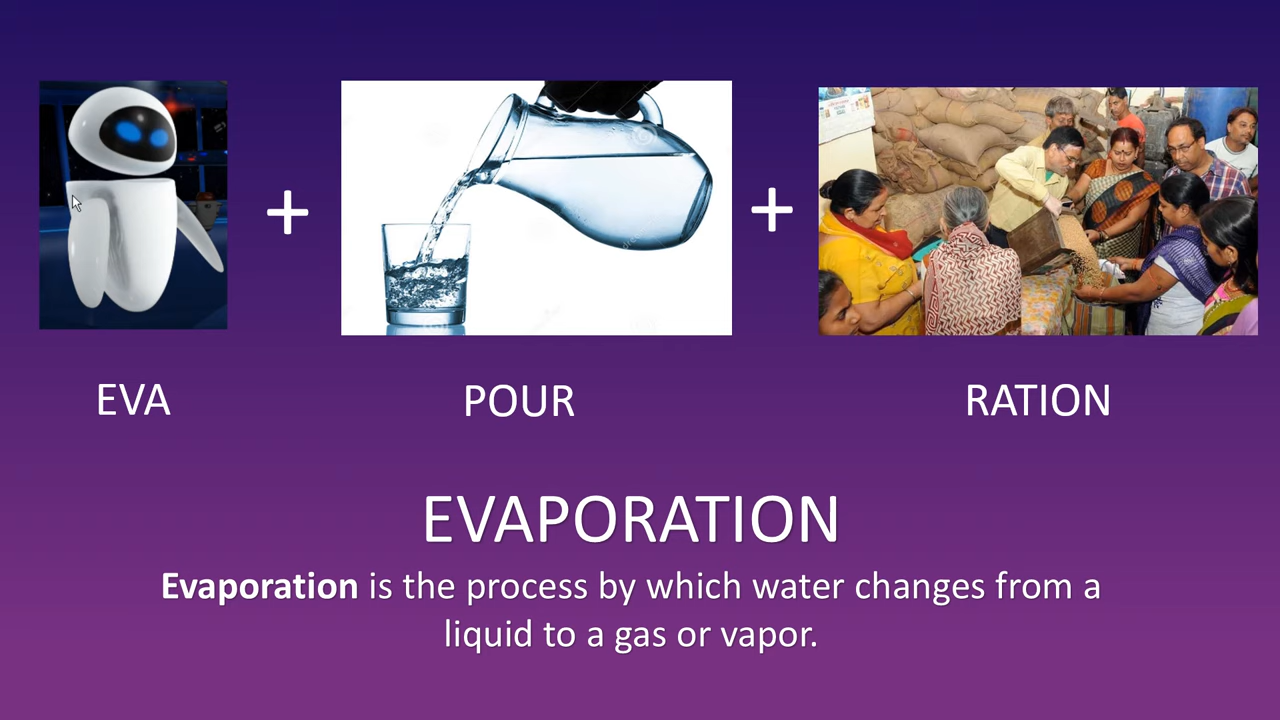 EVA
POUR
RATION
EVAPORATION
Evaporation is the process by which water changes from a
liquid to a gas or vapor.